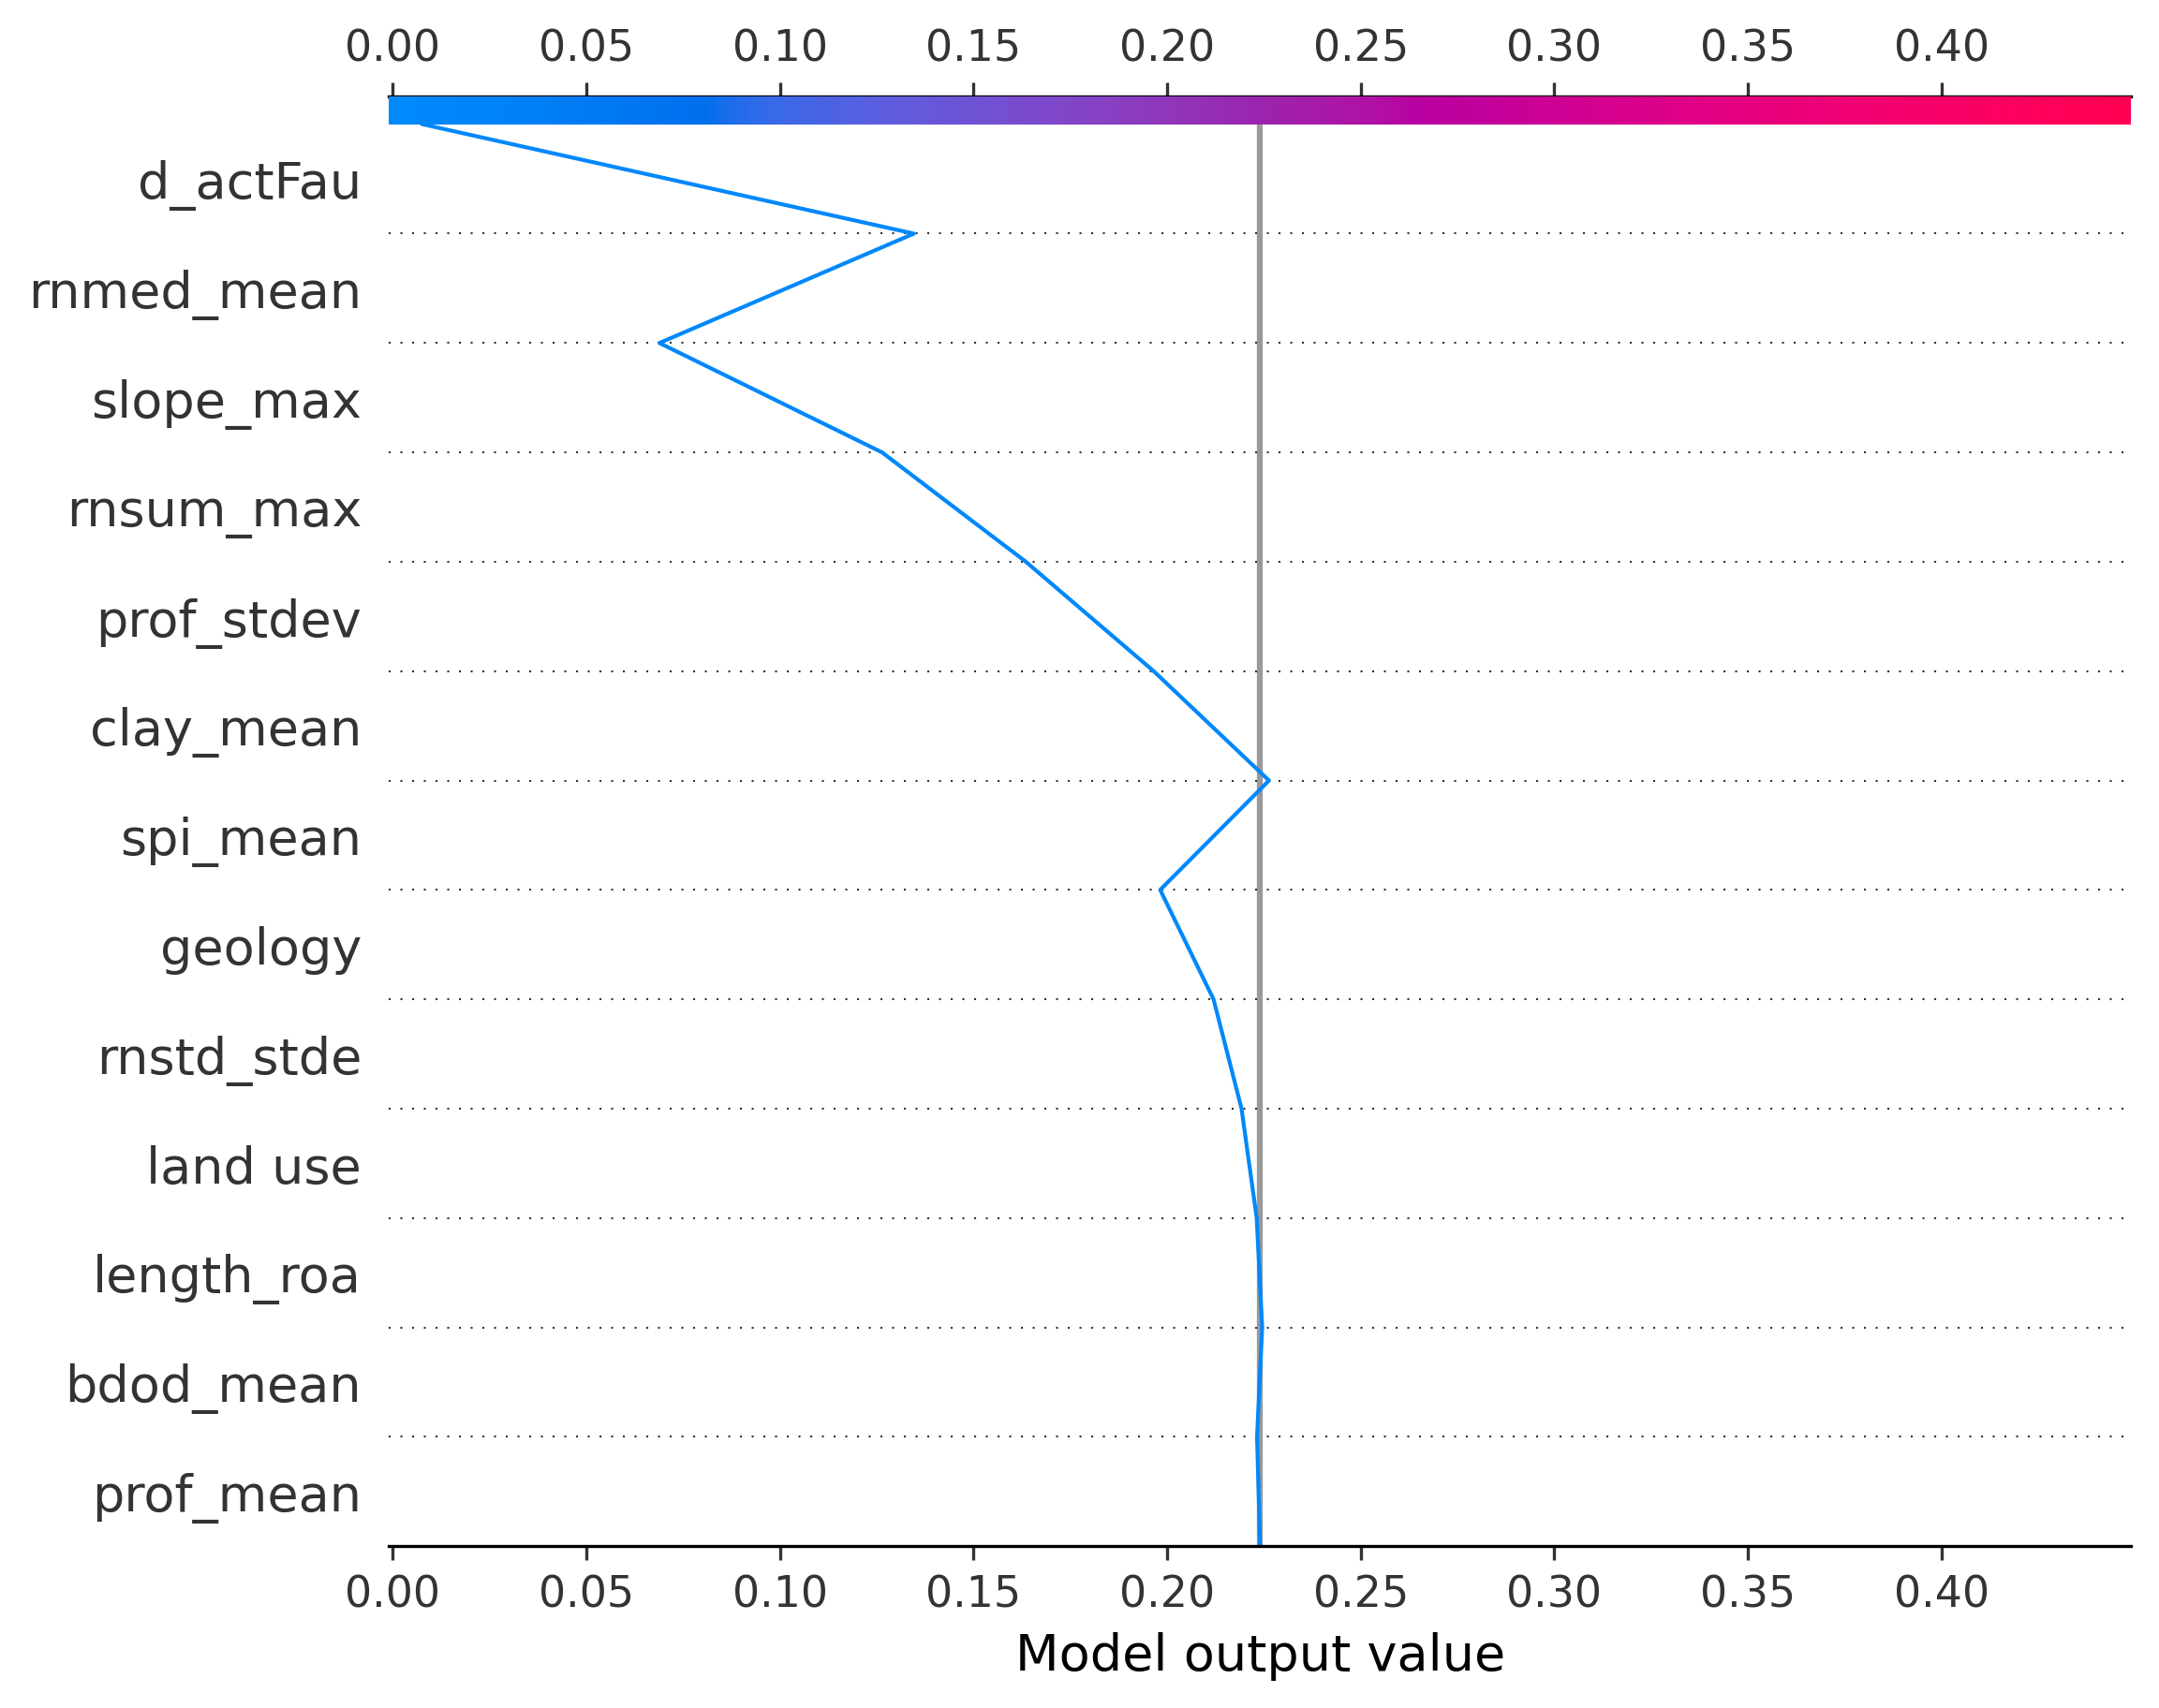 0.00 0.05 0.10 0.15 0.20 0.25 0.30 0.35 0.40
d_actFau
rnmed_mean
slope_max
rnsum_max
prof_stdev
clay_mean
spi_mean
geology
rnstd_stde
land use
length_roa
bdod_mean
prof_mean
0.00 0.05 0.10 0.15 0.20 0.25 0.30 0.35 0.40
Model output value